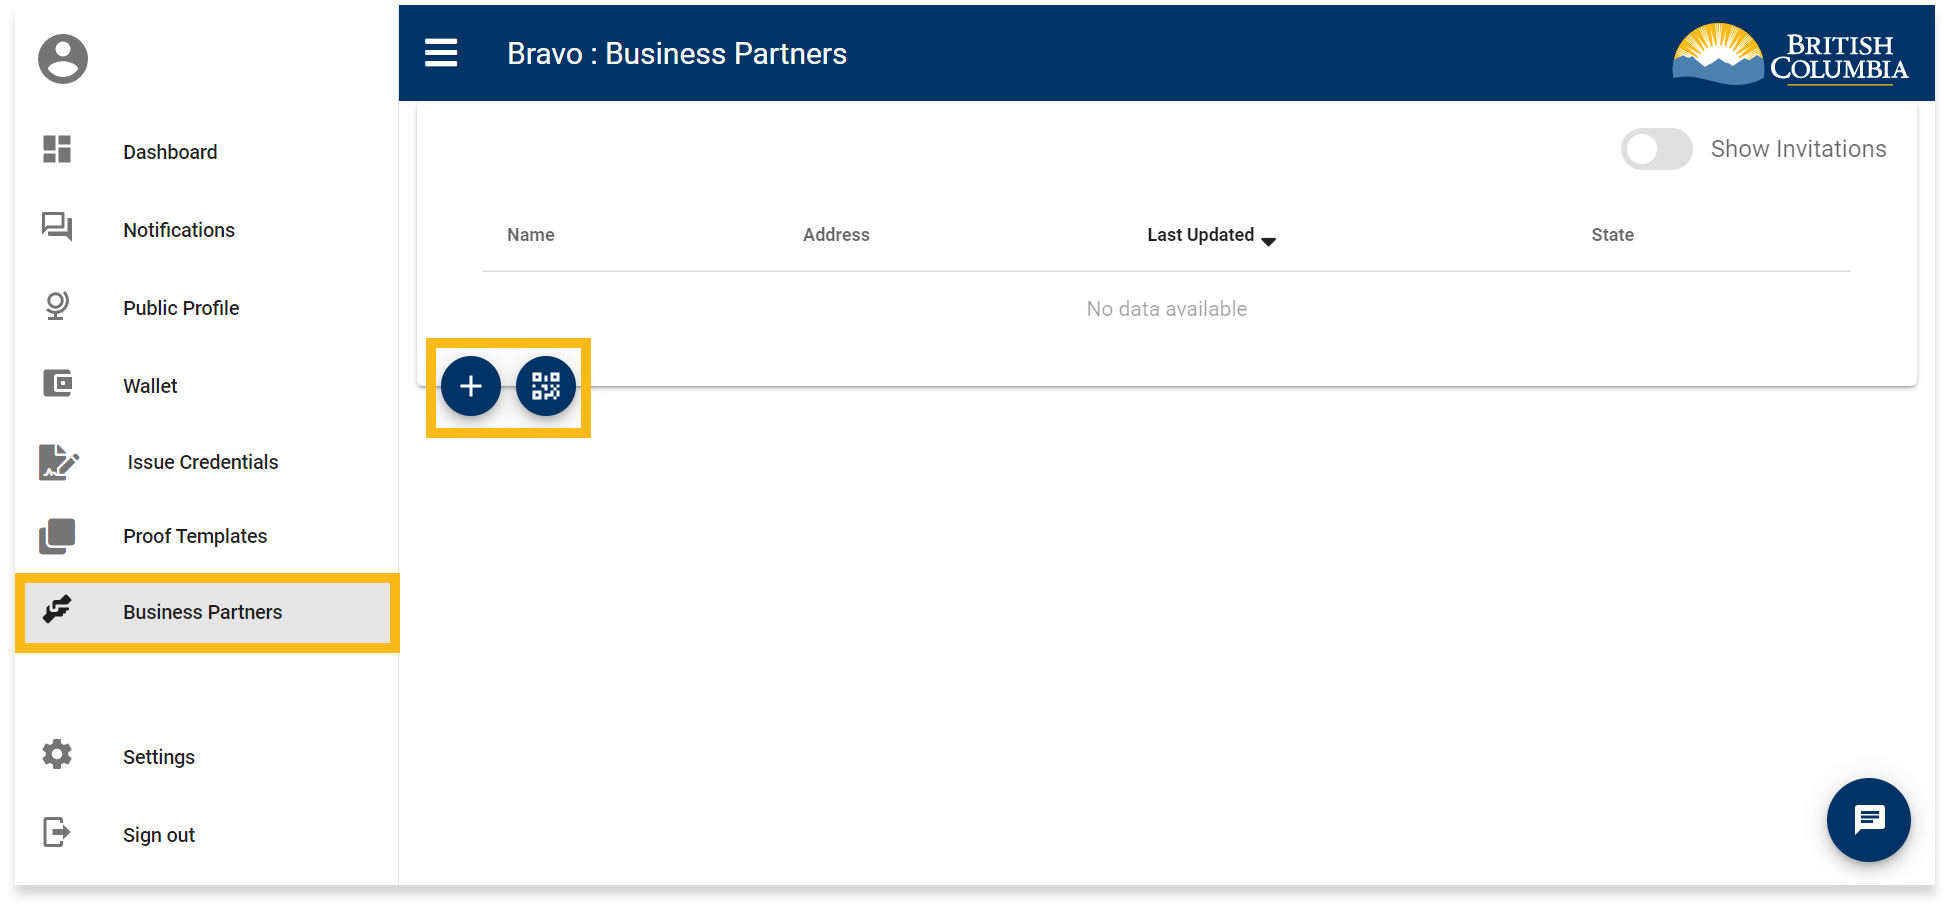 Bravo : Business Partners
BRITISH
COLUMBIA
Dashboard
Notifications
Public Profile
Wallet
Issue Credentials
Proof Templates
Business Partners
Settings
Sign out
Show Invitations
Name Address Last Updated State
No data available